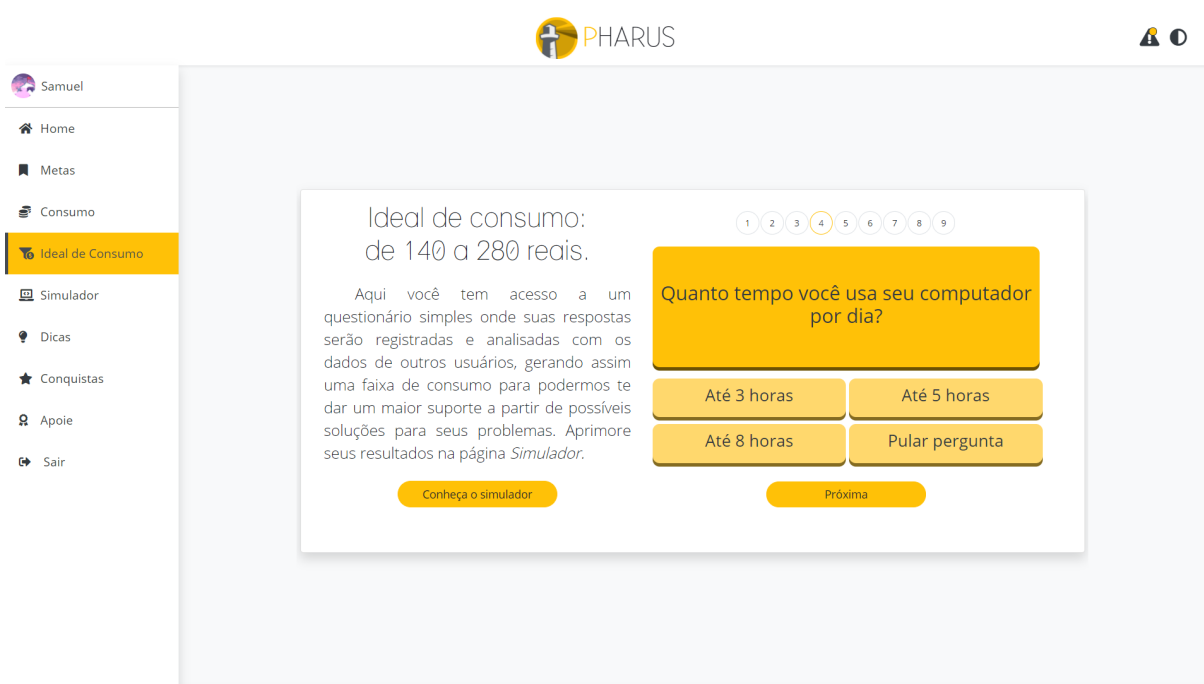 PHARUS
Samuel
Home
Metas
Consumo
Ideal de Consumo
Simulador
Dicas
Conquistas
Apoie
Sair
Ideal de consumo:
de 140 a 280 reais.
Aqui você tem acesso a um
questionário simples onde suas respostas
serão registradas e analisadas com os
dados de outros usuários, gerando assim
uma faixa de consumo para podermos te
dar um maior suporte a partir de possíveis
soluções para seus problemas. Aprimore
seus resultados na página Simulador.
Conheça o simulador
1 2 3 4 5 6 7 8 9
Quanto tempo você usa seu computador
por dia?
Até 3 horas
Até 5 horas
Até 8 horas
Pular pergunta
Próxima